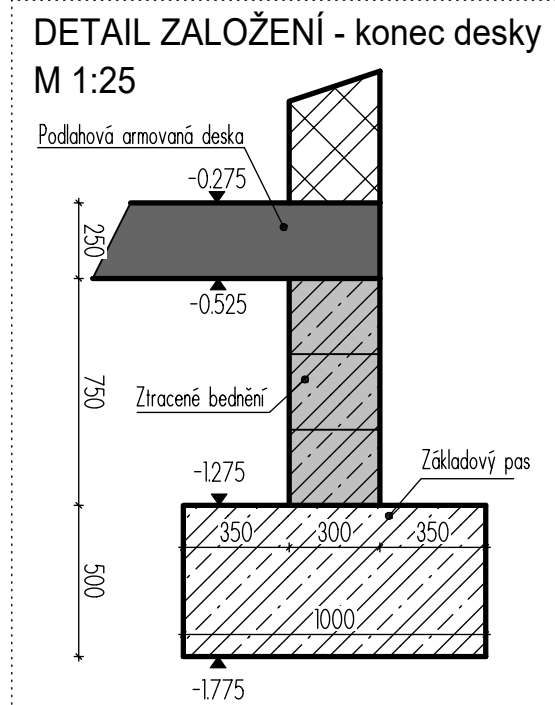 DETAIL ZALOŽENÍ - konec desky
M 1:25
Podlahová armovaná deska
-0.275
250
-0.525
750
Ztracené bednění
-1.275
Základový pas
350 300 350
500
1000
-1.775